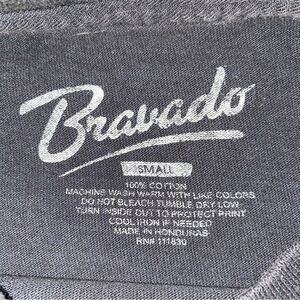 Bravado
SMALL
100% COTTON
MACHINE WASH WARM WITH LIKE COLORS
DO NOT BLEACH TUMBLE DRY LOW
TURN INSIDE OUT TO PROTECT PRINT
COOL IRON IF NEEDED
MADE IN HONDURAS
RN# 111830